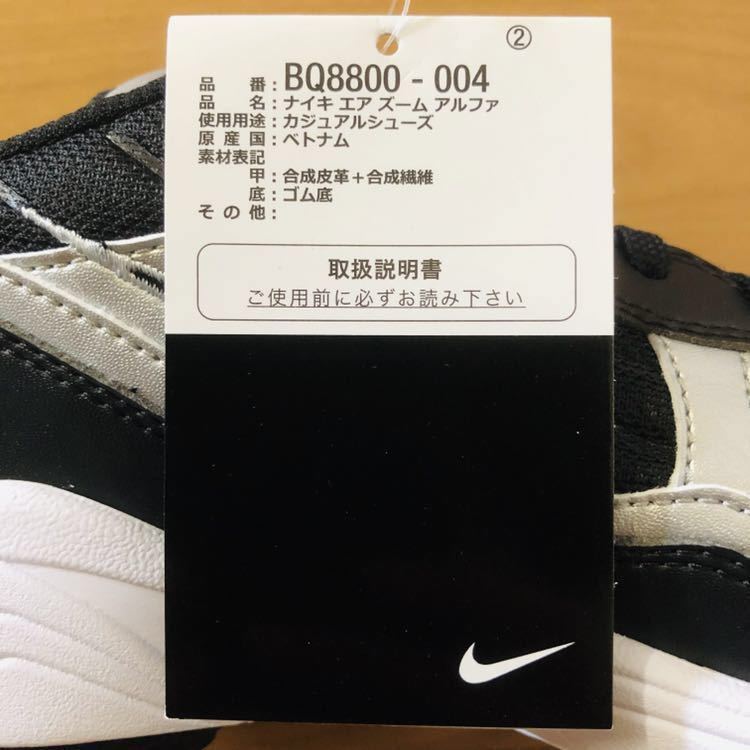 ②
品番:BQ8800-004
品名:ナイキ エア ズーム アルファ
使用用途:カジュアルシューズ
原産国:ベトナム
素材表記
甲:合成皮革+合成繊維
底:ゴム底
その他:
取扱説明書
ご使用前に必ずお読み下さい